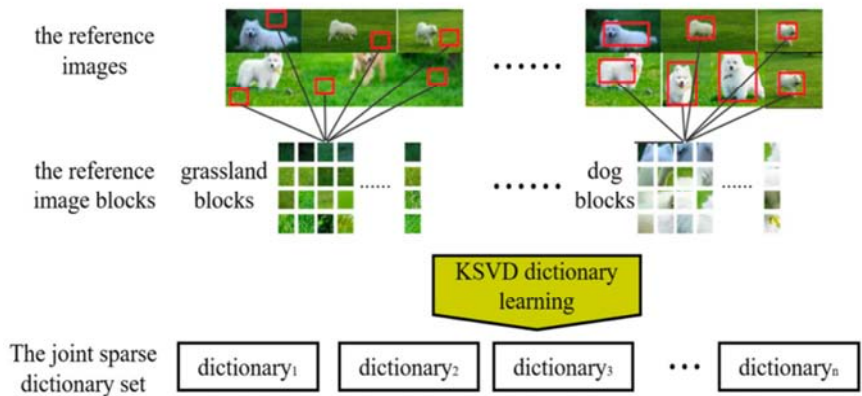 the reference
images
the reference
image blocks
grassland
blocks
dog
blocks
KSVD dictionary
learning
The joint sparse
dictionary set
dictionary₁
dictionary₂
dictionary₃
dictionaryₙ